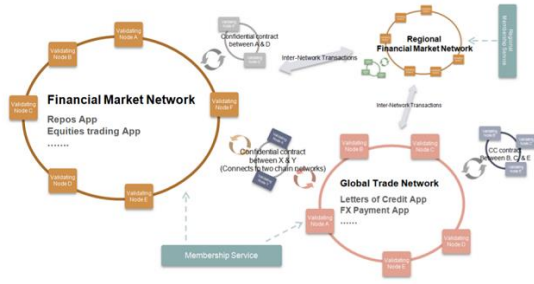 Validating
Node A
Validating
Node B
Validating
Node C
Validating
Node D
Validating
Node E
Validating
Node F
Financial Market Network
Repos App
Equities trading App
.......
Confidential contract
between A & D
Inter-Network Transactions
Regional
Financial Market Network
Regional
Membership Service
Inter-Network Transactions
Confidential contract
between X & Y
(Connects to two chain networks)
CC contract
Between B, C & E
Validating
Node B
Validating
Node C
Validating
Node A
Validating
Node D
Validating
Node E
Global Trade Network
Letters of Credit App
FX Payment App
......
Membership Service